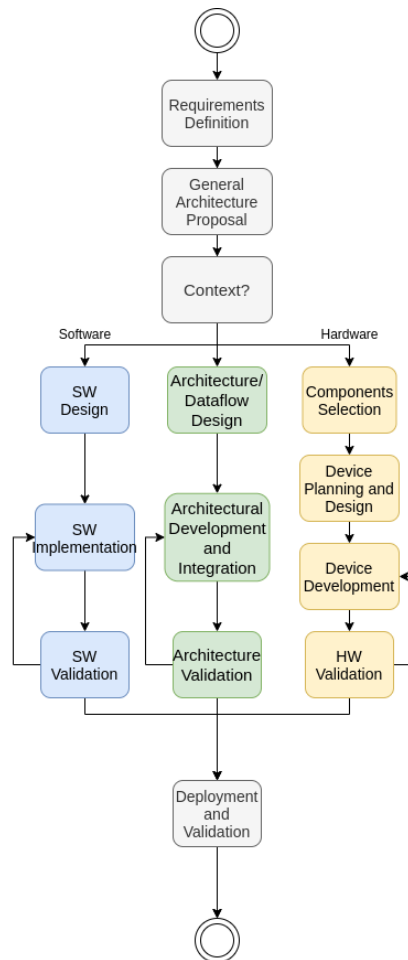 Requirements
Definition
General
Architecture
Proposal
Context?
Software
Hardware
SW
Design
Architecture/
Dataflow
Design
Components
Selection
Device
Planning and
Design
SW
Implementation
Architectural
Development
and
Integration
Device
Development
SW
Validation
Architecture
Validation
HW
Validation
Deployment
and
Validation